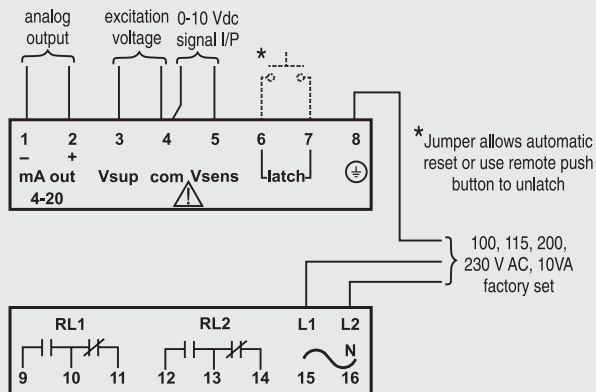 analog output
excitation voltage
0-10 Vdc signal I/P
*
1 2 3 4 5 6 7 8
– +
mA out Vsup com Vsens latch
4-20
*Jumper allows automatic
reset or use remote push
button to unlatch
100, 115, 200,
230 V AC, 10VA
factory set
RL1 RL2 L1 L2
N
9 10 11 12 13 14 15 16